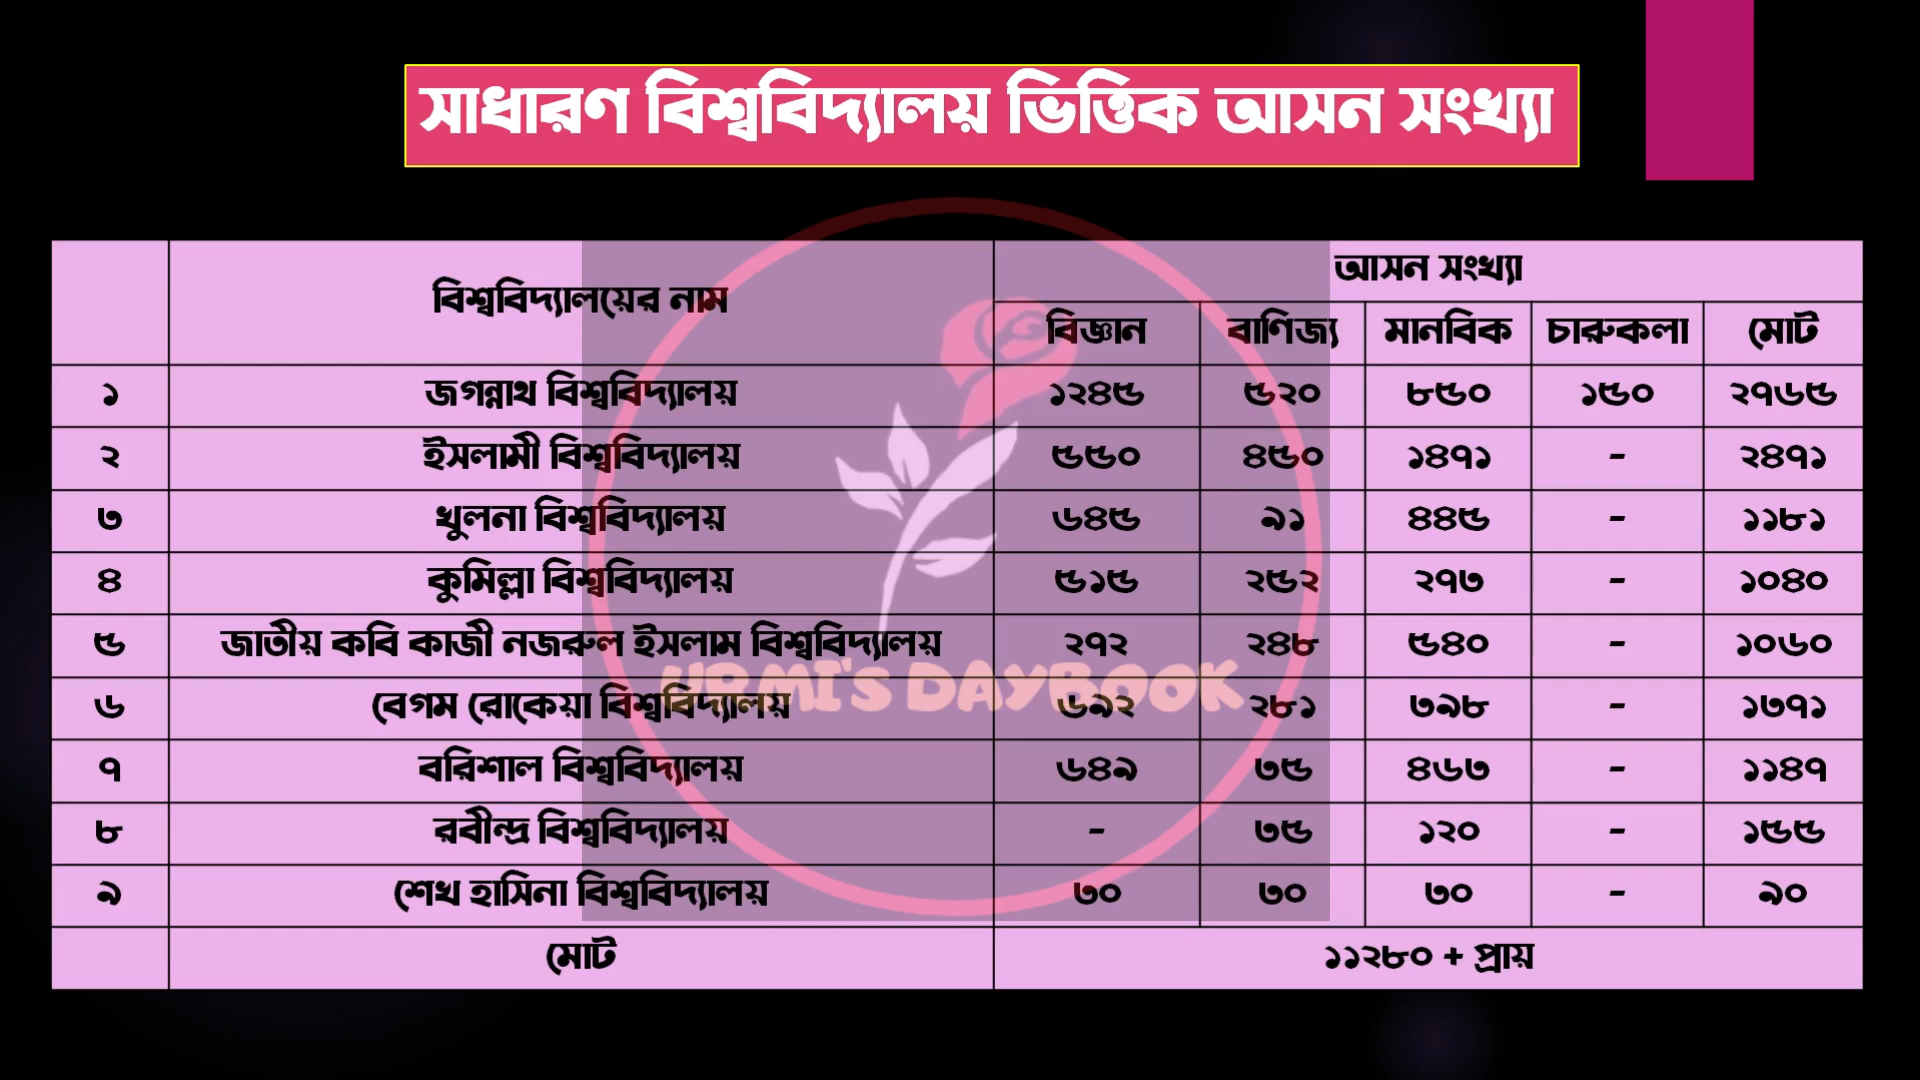 সাধারণ বিশ্ববিদ্যালয় ভিত্তিক আসন সংখ্যা
বিশ্ববিদ্যালয়ের নাম আসন সংখ্যা
বিজ্ঞান বাণিজ্য মানবিক চারুকলা মোট
১ জগন্নাথ বিশ্ববিদ্যালয় ১২৪৫ ৫২০ ৮৫০ ১৫০ ২৭৬৫
২ ইসলামী বিশ্ববিদ্যালয় ৫৫০ ৪৫০ ১৪৭১ - ২৪৭১
৩ খুলনা বিশ্ববিদ্যালয় ৬৪৫ ৯১ ৪৪৫ - ১১৮১
৪ কুমিল্লা বিশ্ববিদ্যালয় ৫১৫ ২৫২ ২৭৩ - ১০৪০
৫ জাতীয় কবি কাজী নজরুল ইসলাম বিশ্ববিদ্যালয় ২৭২ ২৪৮ ৫৪০ - ১০৬০
৬ বেগম রোকেয়া বিশ্ববিদ্যালয় ৬৯২ ২৮১ ৩৯৮ - ১৩৭১
৭ বরিশাল বিশ্ববিদ্যালয় ৬৪৯ ৩৫ ৪৬৩ - ১১৪৭
৮ রবীন্দ্র বিশ্ববিদ্যালয় - ৩৫ ১২০ - ১৫৫
৯ শেখ হাসিনা বিশ্ববিদ্যালয় ৩০ ৩০ ৩০ - ৯০
মোট ১১২৮০ + প্রায়
URMI'S DAYBOOK